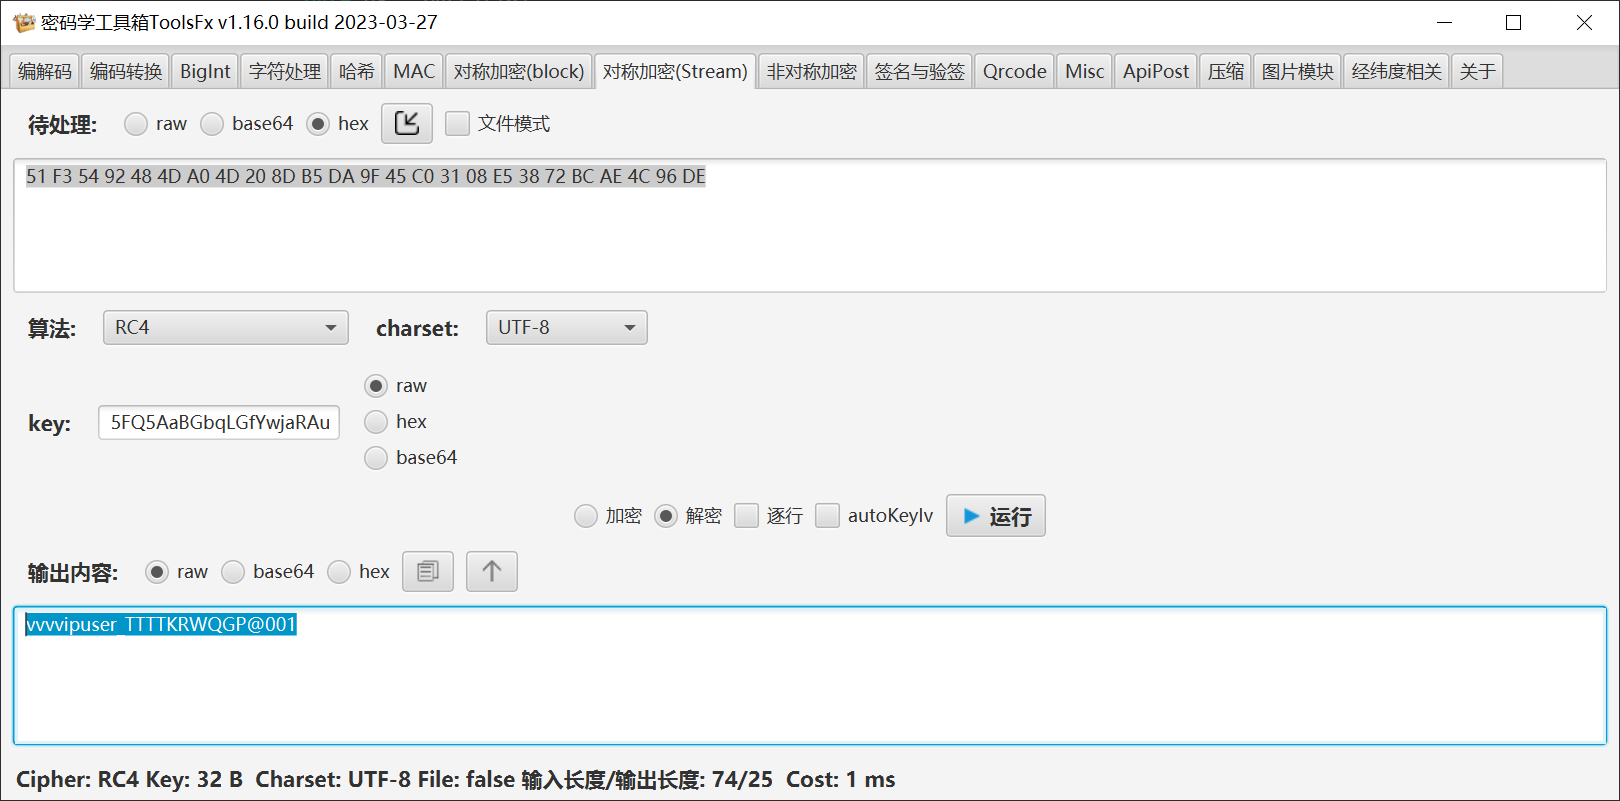 密码学工具箱ToolsFx v1.16.0 build 2023-03-27
编解码 编码转换 BigInt 字符处理 哈希 MAC 对称加密(block) 对称加密(Stream) 非对称加密 签名与验签 Qrcode Misc ApiPost 压缩 图片模块 经纬度相关 关于
待处理: raw base64 hex 文件模式
51 F3 54 92 48 4D A0 4D 20 8D B5 DA 9F 45 C0 31 08 E5 38 72 BC AE 4C 96 DE
算法: RC4 charset: UTF-8
raw
key: 5FQ5AaBGbqLGfYwjaRAu hex
base64
加密 解密 逐行 autoKeyIv 运行
输出内容: raw base64 hex
vvvvipuser_TTTTKRWQGP@001
Cipher: RC4 Key: 32 B Charset: UTF-8 File: false 输入长度/输出长度: 74/25 Cost: 1 ms